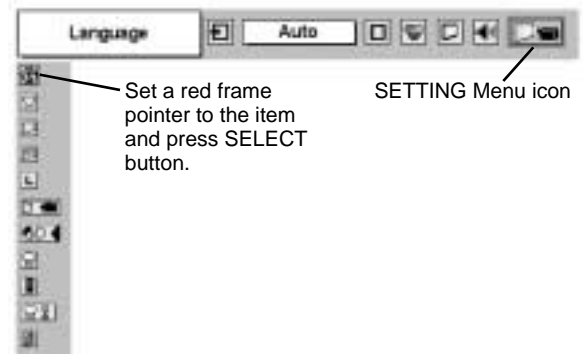 Language
Auto
Set a red frame
pointer to the item
and press SELECT
button.
SETTING Menu icon